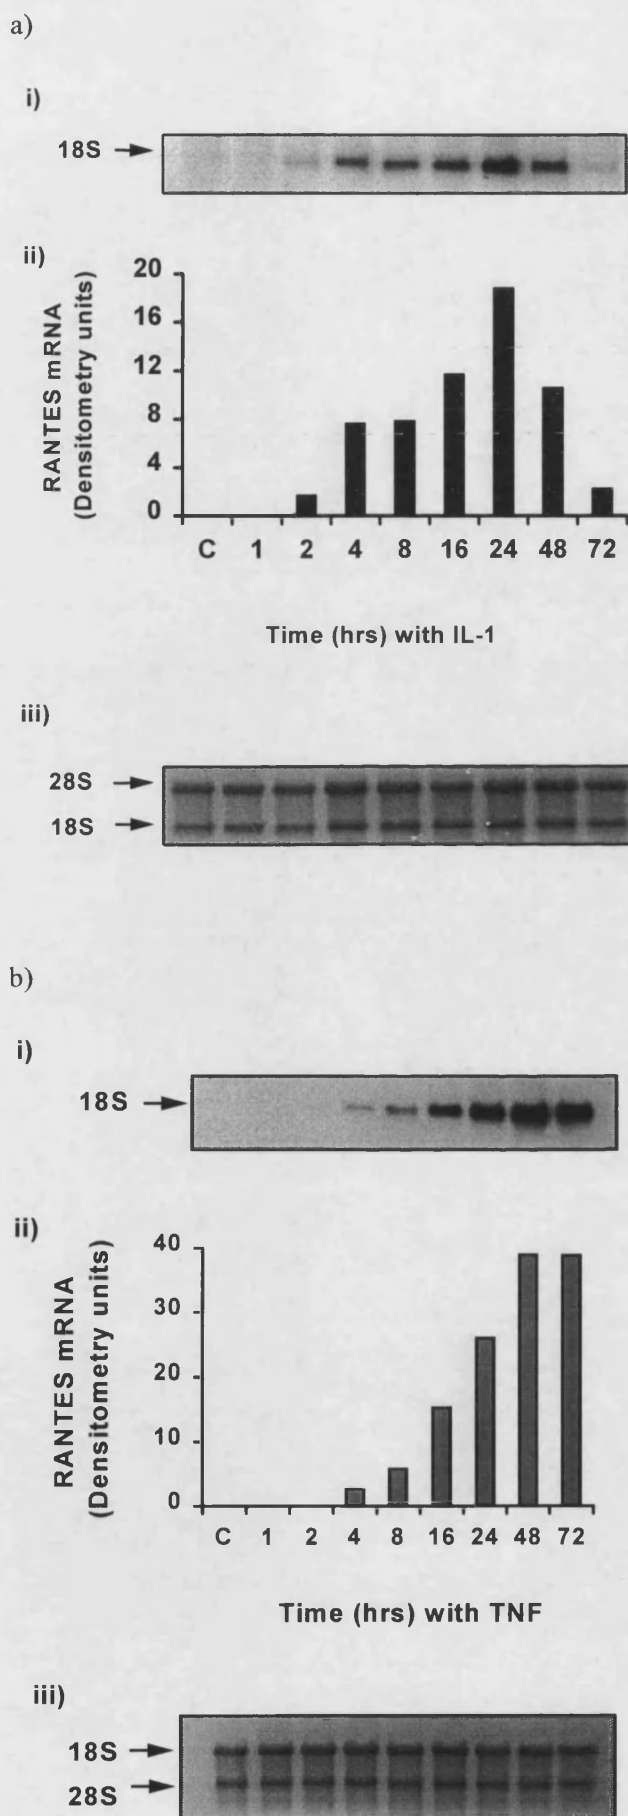 a)
i)
18S
ii)
RANTES mRNA
(Densitometry units)
20
16
12
8
4
0
C 1 2 4 8 16 24 48 72
Time (hrs) with IL-1
iii)
28S
18S
b)
i)
18S
ii)
RANTES mRNA
(Densitometry units)
40
30
20
10
0
C 1 2 4 8 16 24 48 72
Time (hrs) with TNF
iii)
18S
28S